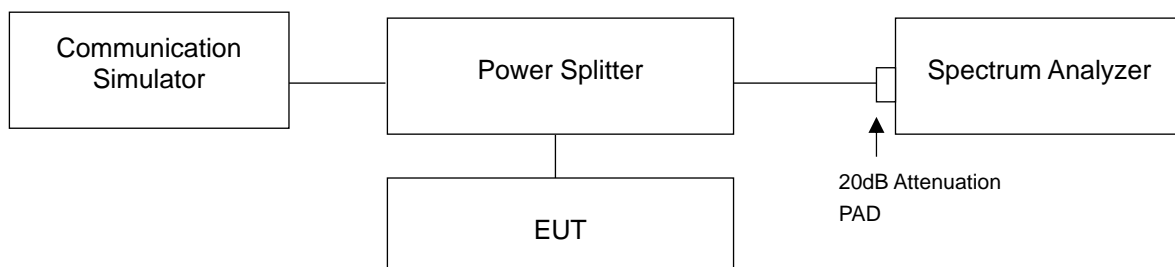 Communication
Simulator
Power Splitter
Spectrum Analyzer
20dB Attenuation
PAD
EUT